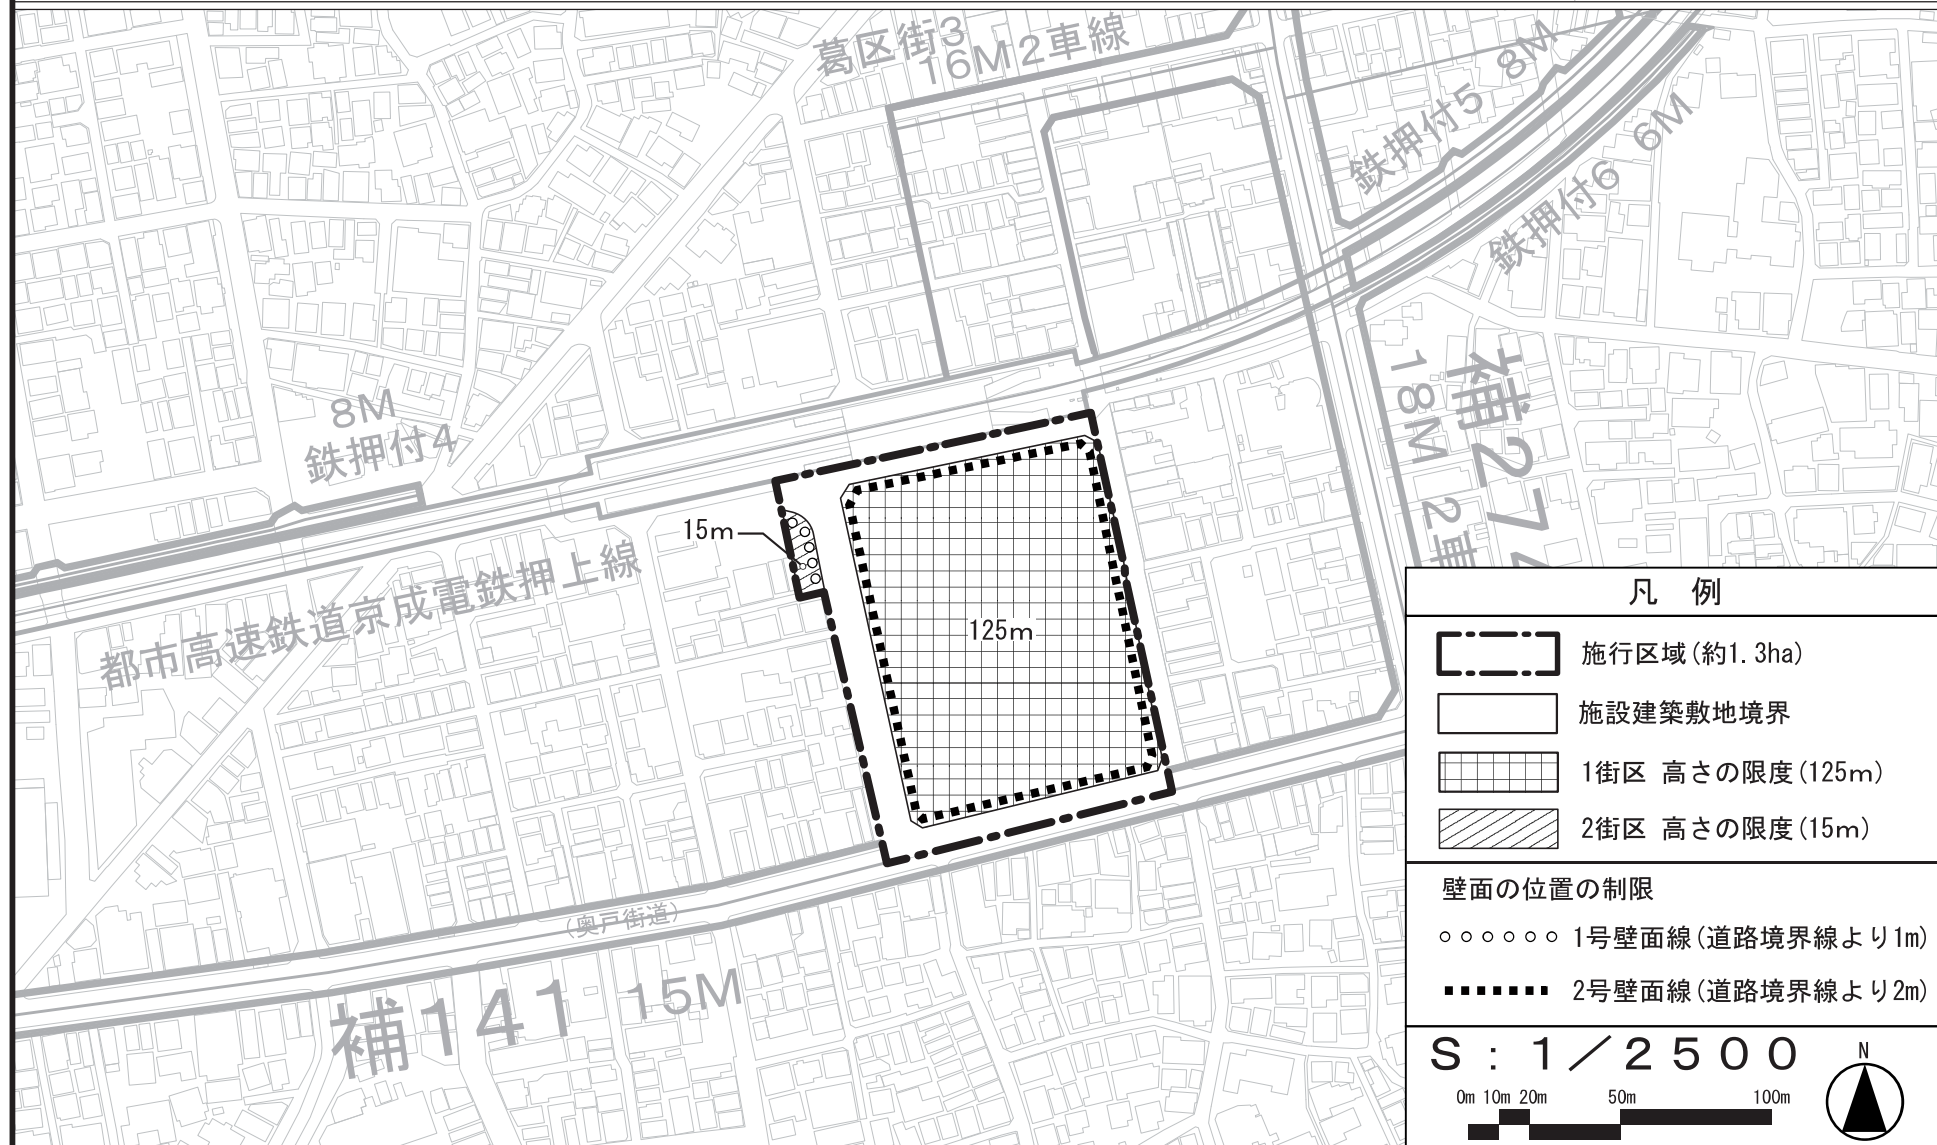 葛区街3
16M2車線
8M
鉄押付5
6M
鉄押付6
8M
鉄押付4
18M 2車
補27
15m
125m
都市高速鉄道京成電鉄押上線
(奥戸街道)
補141 15M
凡 例
施行区域(約1.3ha)
施設建築敷地境界
1街区 高さの限度(125m)
2街区 高さの限度(15m)
壁面の位置の制限
1号壁面線(道路境界線より1m)
2号壁面線(道路境界線より2m)
S:1/2500
N
0m 10m 20m 50m 100m